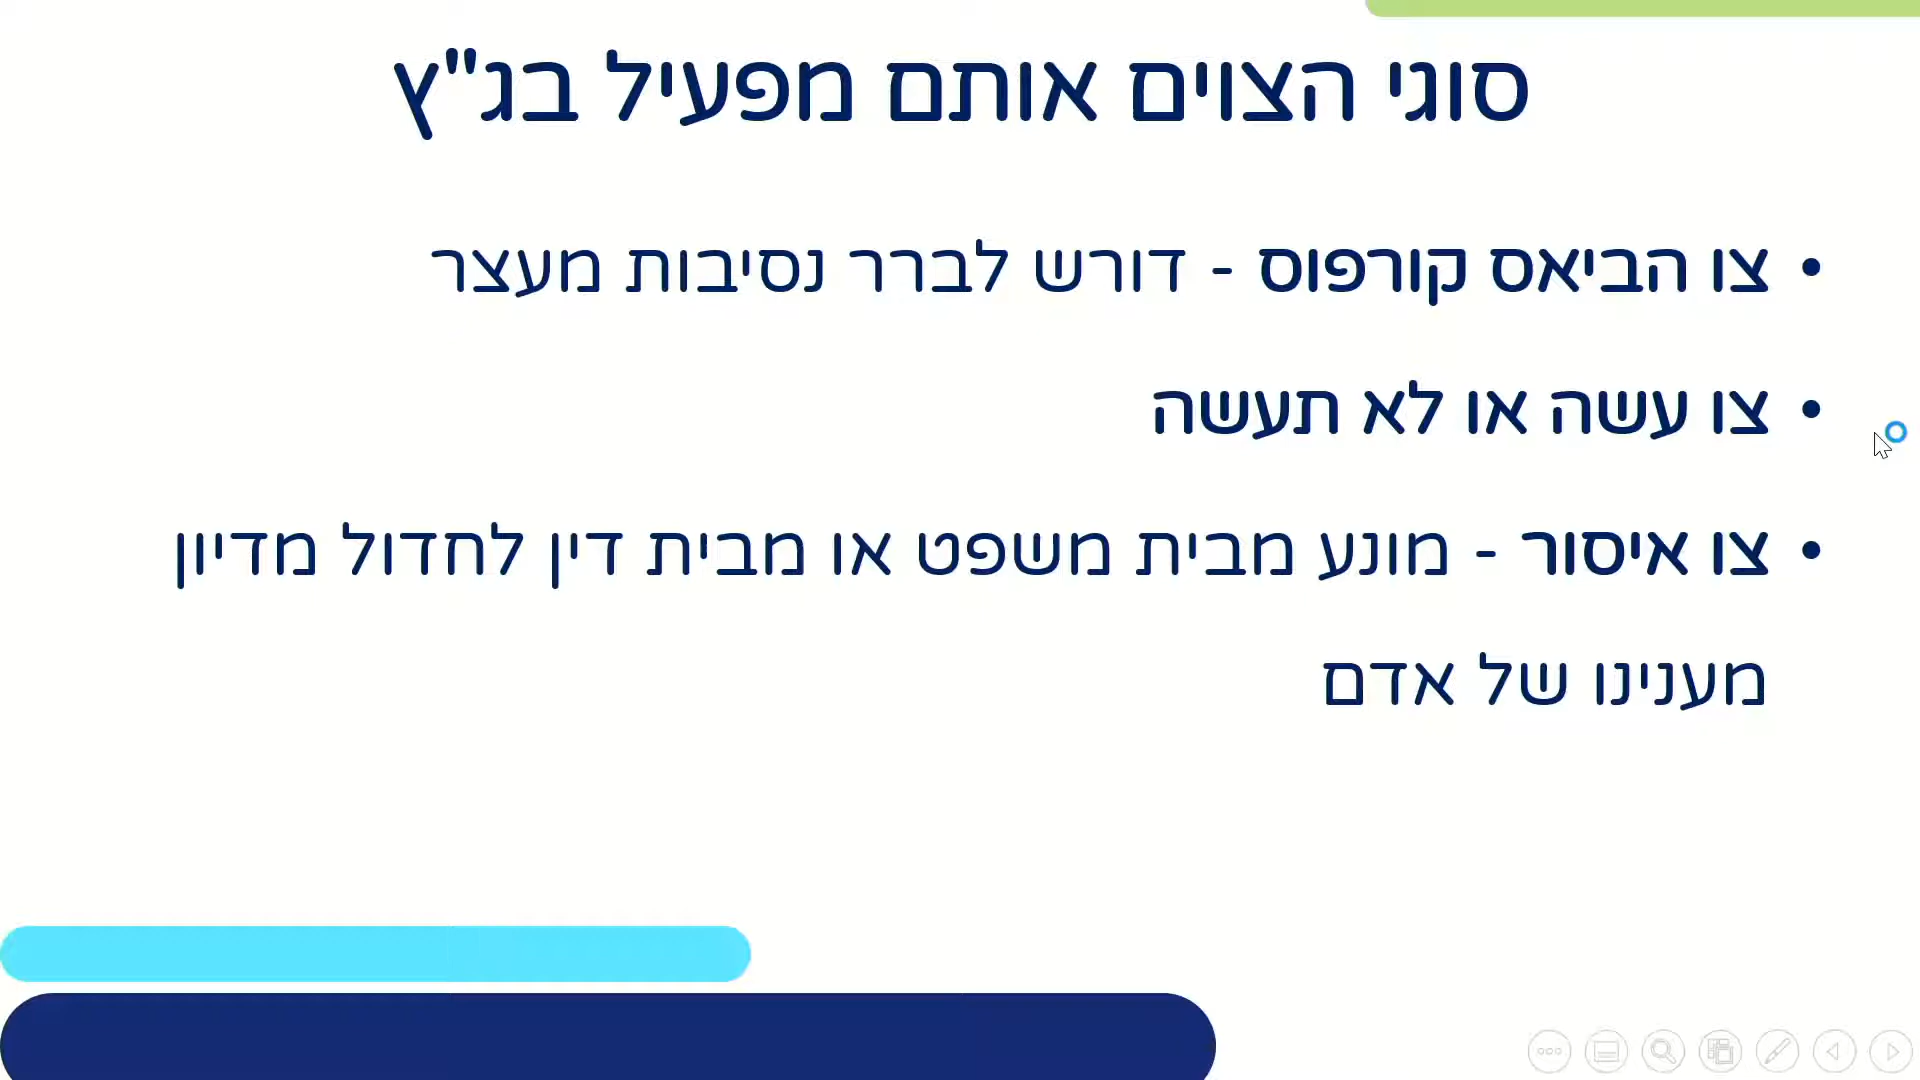 סוגי הצוים אותם מפעיל בג"ץ
• צו הביאס קורפוס - דורש לברר נסיבות מעצר
• צו עשה או לא תעשה
• צו איסור - מונע מבית משפט או מבית דין לחדול מדיון
מענינו של אדם